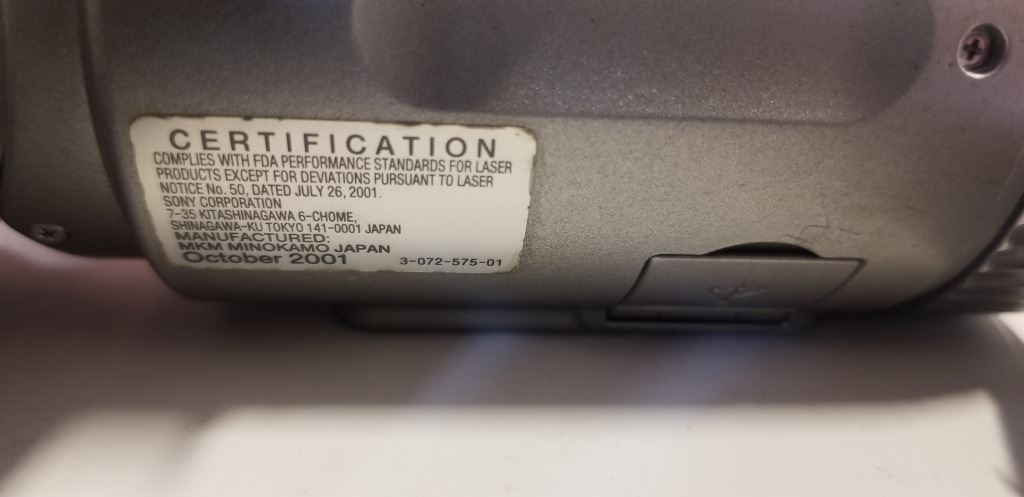 CERTIFICATION
COMPLIES WITH FDA PERFORMANCE STANDARDS FOR LASER
PRODUCTS EXCEPT FOR DEVIATIONS PURSUANT TO LASER
NOTICE No. 50, DATED JULY 26, 2001.
SONY CORPORATION
7-35 KITASHINAGAWA 6-CHOME,
SHINAGAWA-KU TOKYO 141-0001 JAPAN
MANUFACTURED:
MKM MINOKAMO JAPAN
October 2001 3-072-575-01